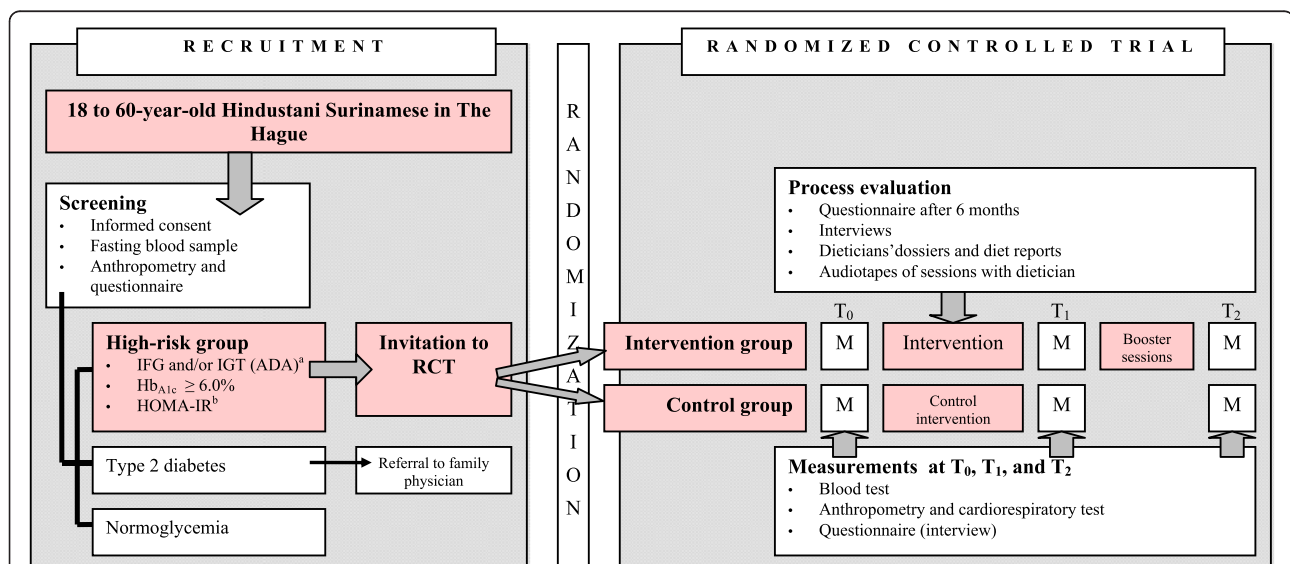 RECRUITMENT
18 to 60-year-old Hindustani Surinamese in The
Hague
Screening
• Informed consent
• Fasting blood sample
• Anthropometry and
questionnaire
High-risk group
• IFG and/or IGT (ADA)a
• HbA1c ≥ 6.0%
• HOMA-IRb
Invitation to
RCT
Type 2 diabetes
Referral to family
physician
Normoglycemia
RANDOMIZATION
RANDOMIZED CONTROLLED TRIAL
Process evaluation
• Questionnaire after 6 months
• Interviews
• Dieticians'dossiers and diet reports
• Audiotapes of sessions with dietician
T0 T1 T2
Intervention group
M
Intervention
M
Booster
sessions
M
Control group
M
Control
intervention
M
M
Measurements at T0, T1, and T2
• Blood test
• Anthropometry and cardiorespiratory test
• Questionnaire (interview)